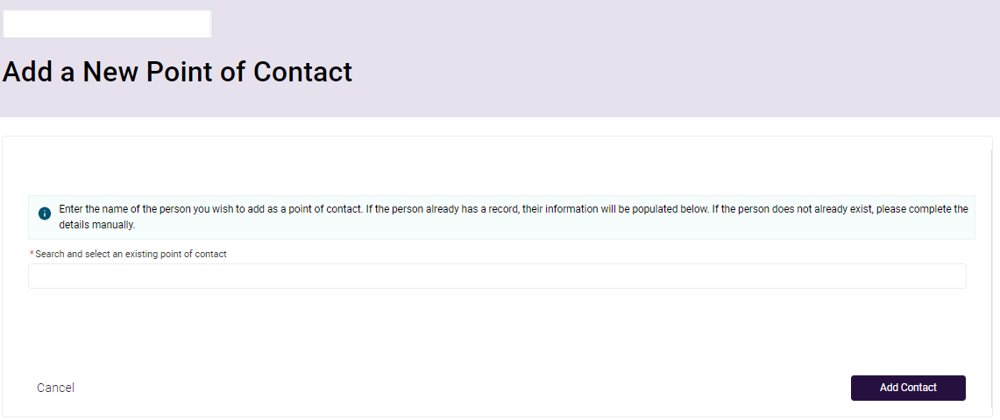 Add a New Point of Contact
Enter the name of the person you wish to add as a point of contact. If the person already has a record, their information will be populated below. If the person does not already exist, please complete the
details manually.
* Search and select an existing point of contact
Cancel
Add Contact